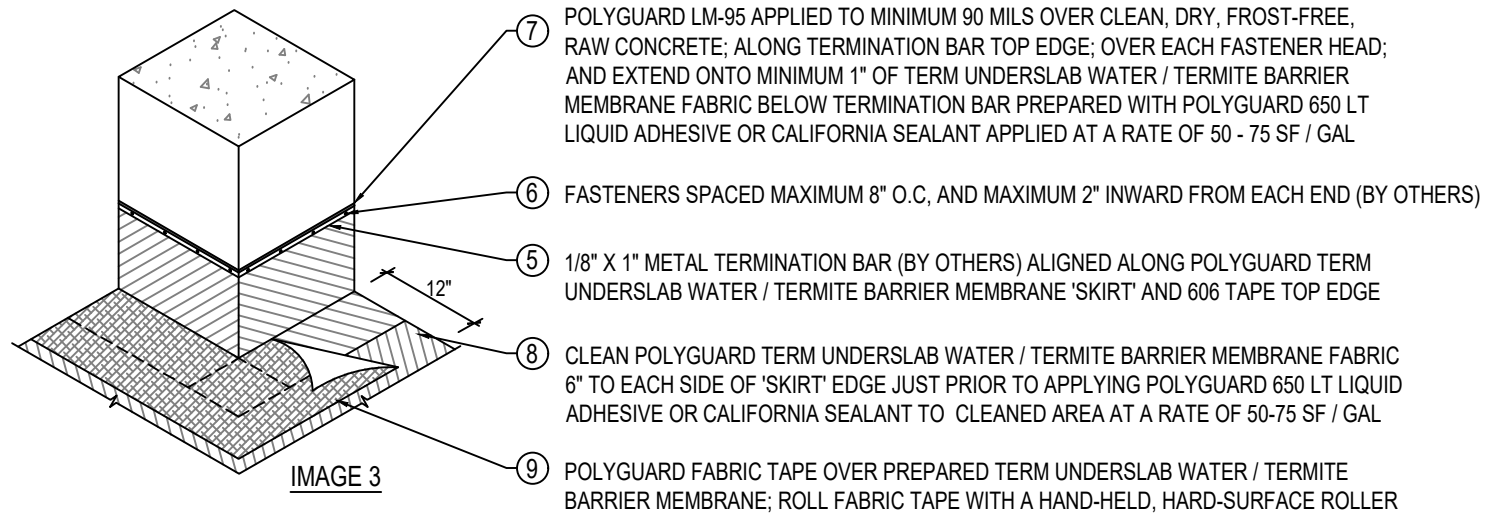 7 POLYGUARD LM-95 APPLIED TO MINIMUM 90 MILS OVER CLEAN, DRY, FROST-FREE,
RAW CONCRETE; ALONG TERMINATION BAR TOP EDGE; OVER EACH FASTENER HEAD;
AND EXTEND ONTO MINIMUM 1" OF TERM UNDERSLAB WATER / TERMITE BARRIER
MEMBRANE FABRIC BELOW TERMINATION BAR PREPARED WITH POLYGUARD 650 LT
LIQUID ADHESIVE OR CALIFORNIA SEALANT APPLIED AT A RATE OF 50 - 75 SF / GAL
6 FASTENERS SPACED MAXIMUM 8" O.C, AND MAXIMUM 2" INWARD FROM EACH END (BY OTHERS)
5 1/8" X 1" METAL TERMINATION BAR (BY OTHERS) ALIGNED ALONG POLYGUARD TERM
UNDERSLAB WATER / TERMITE BARRIER MEMBRANE 'SKIRT' AND 606 TAPE TOP EDGE
12"
8 CLEAN POLYGUARD TERM UNDERSLAB WATER / TERMITE BARRIER MEMBRANE FABRIC
6" TO EACH SIDE OF 'SKIRT' EDGE JUST PRIOR TO APPLYING POLYGUARD 650 LT LIQUID
ADHESIVE OR CALIFORNIA SEALANT TO CLEANED AREA AT A RATE OF 50-75 SF / GAL
9 POLYGUARD FABRIC TAPE OVER PREPARED TERM UNDERSLAB WATER / TERMITE
BARRIER MEMBRANE; ROLL FABRIC TAPE WITH A HAND-HELD, HARD-SURFACE ROLLER
IMAGE 3